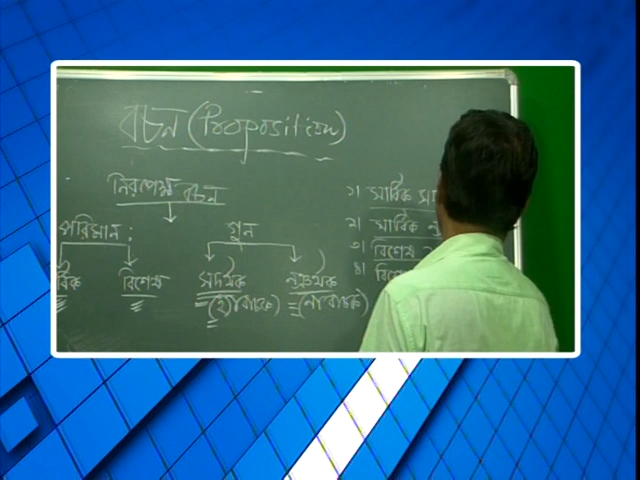 বচন (Proposition)
নিরপেক্ষ বচন
পরিমান : গুন
বিশেষ সদর্থক নঞর্থক
(হ্যাঁবাচক) (নাবাচক)
১। সার্বিক
২। সার্বিক
৩। বিশেষ
৪।